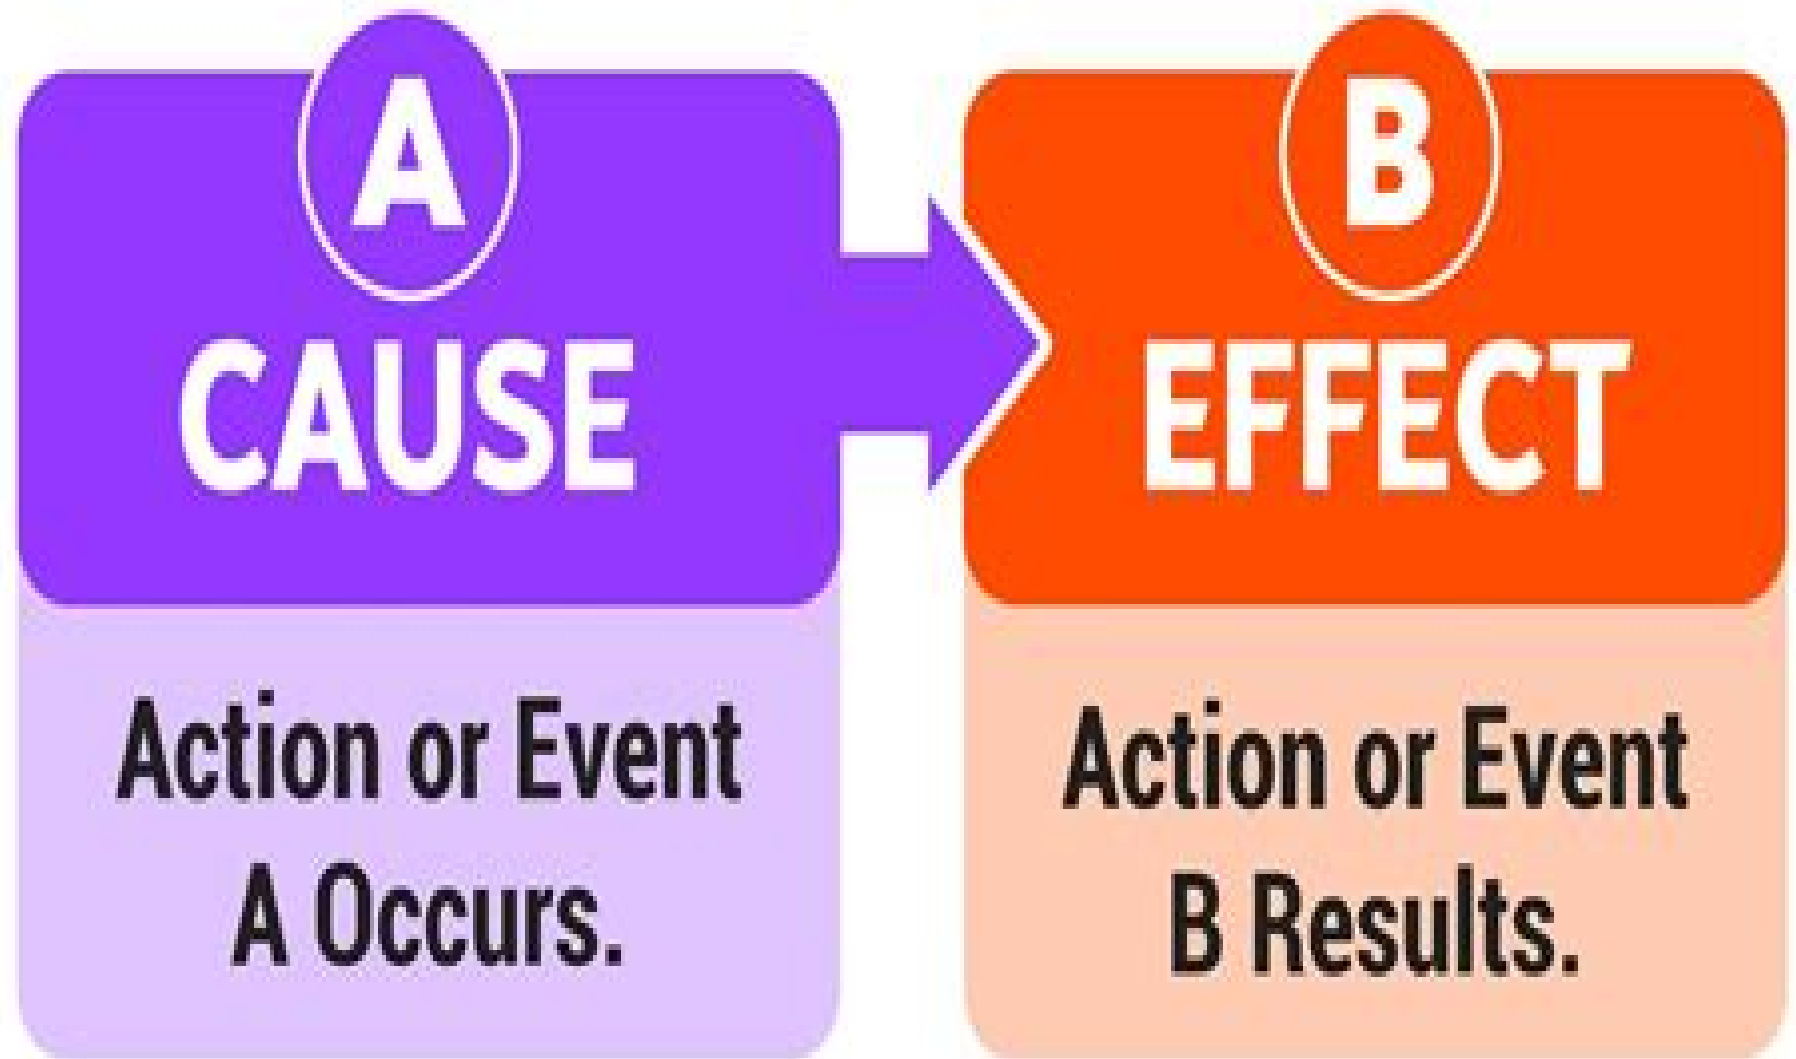 A
CAUSE
Action or Event
A Occurs.
B
EFFECT
Action or Event
B Results.